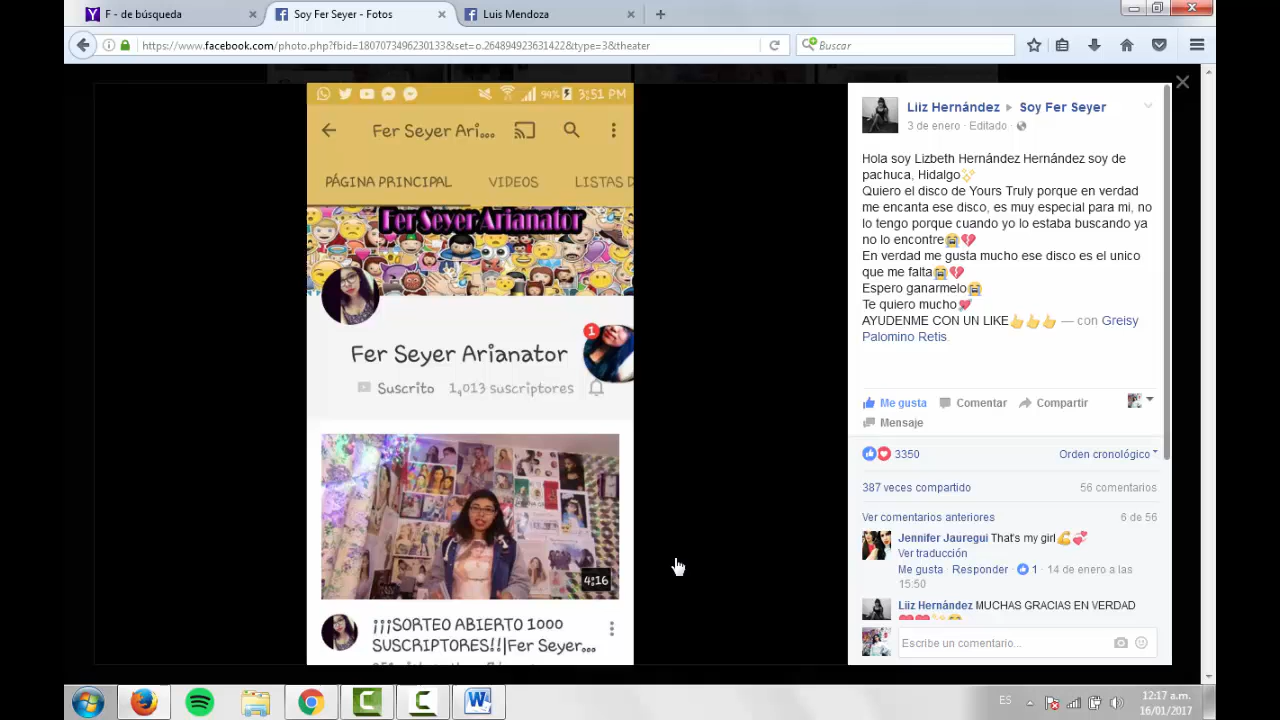 F - de búsqueda
Soy Fer Seyer - Fotos
Luis Mendoza
https://www.facebook.com/photo.php?fbid=1807073496230133&set=o.264894923631422&type=3&theater
Buscar
94% 3:51 PM
Fer Seyer Ari...
PÁGINA PRINCIPAL VIDEOS LISTAS D
Fer Seyer Arianator
1
Fer Seyer Arianator
Suscrito 1,013 suscriptores
4:16
¡¡¡SORTEO ABIERTO 1000
SUSCRIPTORES!!|Fer Seyer...
Liiz Hernández Soy Fer Seyer
3 de enero · Editado ·
Hola soy Lizbeth Hernández Hernández soy de
pachuca, Hidalgo✨
Quiero el disco de Yours Truly porque en verdad
me encanta ese disco, es muy especial para mi, no
lo tengo porque cuando yo lo estaba buscando ya
no lo encontre😭💔
En verdad me gusta mucho ese disco es el unico
que me falta😭💔
Espero ganarmelo😭
Te quiero mucho💘
AYUDENME CON UN LIKE👍👍👍 — con Greisy
Palomino Retis.
Me gusta Comentar Compartir
Mensaje
3350 Orden cronológico
387 veces compartido 56 comentarios
Ver comentarios anteriores 6 de 56
Jennifer Jauregui That's my girl💪💞
Ver traducción
Me gusta · Responder · 1 · 14 de enero a las
15:50
Liiz Hernández MUCHAS GRACIAS EN VERDAD
Escribe un comentario...
ES
12:17 a.m.
16/01/2017